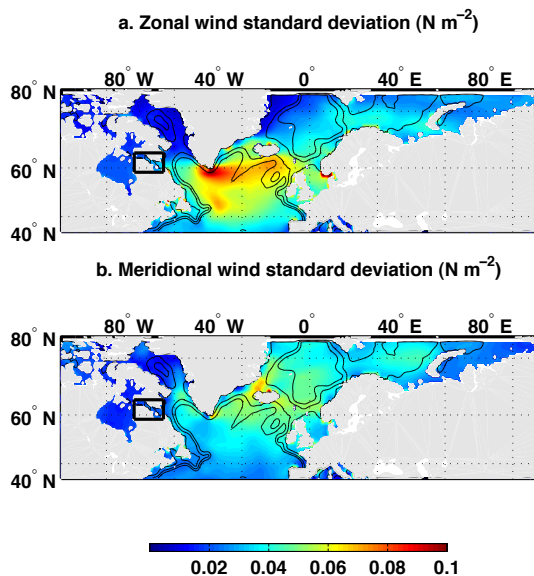 a. Zonal wind standard deviation (N m⁻²)
80° W 40° W 0° 40° E 80° E
80° N
60° N
40° N
b. Meridional wind standard deviation (N m⁻²)
80° W 40° W 0° 40° E 80° E
80° N
60° N
40° N
0.02 0.04 0.06 0.08 0.1